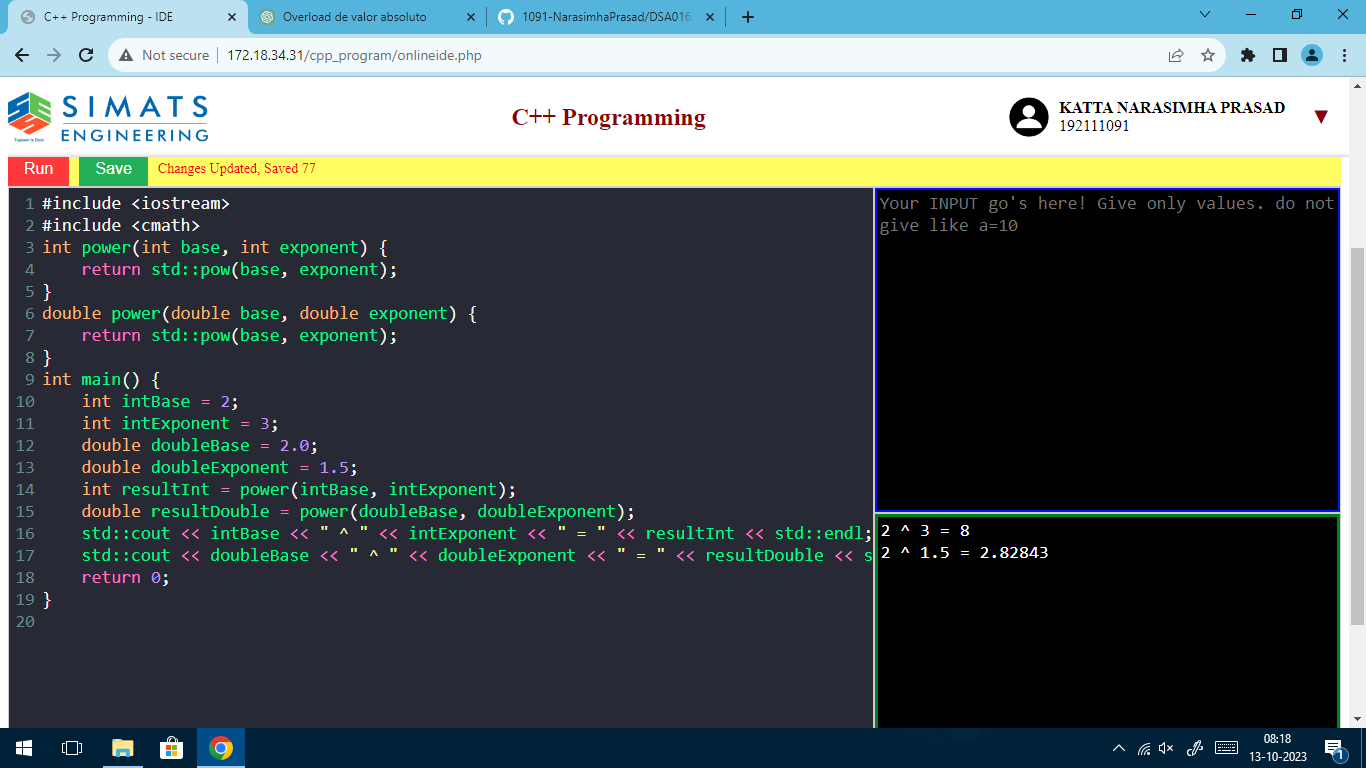 C++ Programming - IDE
Overload de valor absoluto
1091-NarasimhaPrasad/DSA016
Not secure
172.18.34.31/cpp_program/onlineide.php
SIMATS
ENGINEERING
Engineer to Excel
C++ Programming
KATTA NARASIMHA PRASAD
192111091
Run
Save
Changes Updated, Saved 77
1 #include <iostream>
2 #include <cmath>
3 int power(int base, int exponent) {
4     return std::pow(base, exponent);
5 }
6 double power(double base, double exponent) {
7     return std::pow(base, exponent);
8 }
9 int main() {
10     int intBase = 2;
11     int intExponent = 3;
12     double doubleBase = 2.0;
13     double doubleExponent = 1.5;
14     int resultInt = power(intBase, intExponent);
15     double resultDouble = power(doubleBase, doubleExponent);
16     std::cout << intBase << " ^ " << intExponent << " = " << resultInt << std::endl;
17     std::cout << doubleBase << " ^ " << doubleExponent << " = " << resultDouble << s
18     return 0;
19 }
20
Your INPUT go's here! Give only values. do not
give like a=10
2 ^ 3 = 8
2 ^ 1.5 = 2.82843
08:18
13-10-2023
1